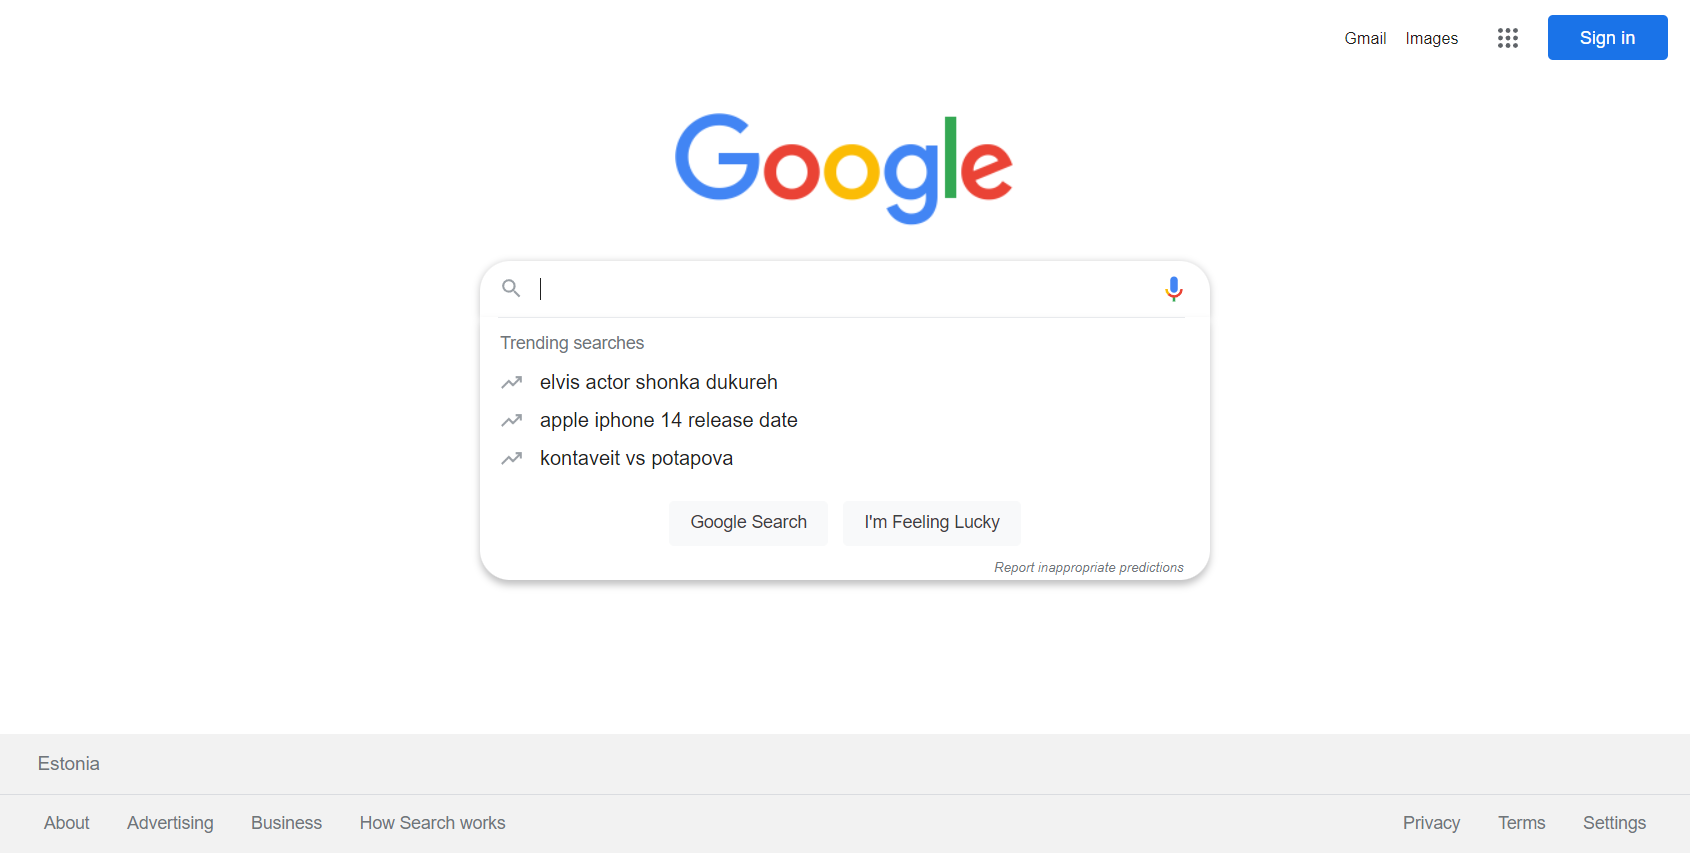 Gmail Images Sign in
Google
Trending searches
elvis actor shonka dukureh
apple iphone 14 release date
kontaveit vs potapova
Google Search I'm Feeling Lucky
Report inappropriate predictions
Estonia
About Advertising Business How Search works Privacy Terms Settings